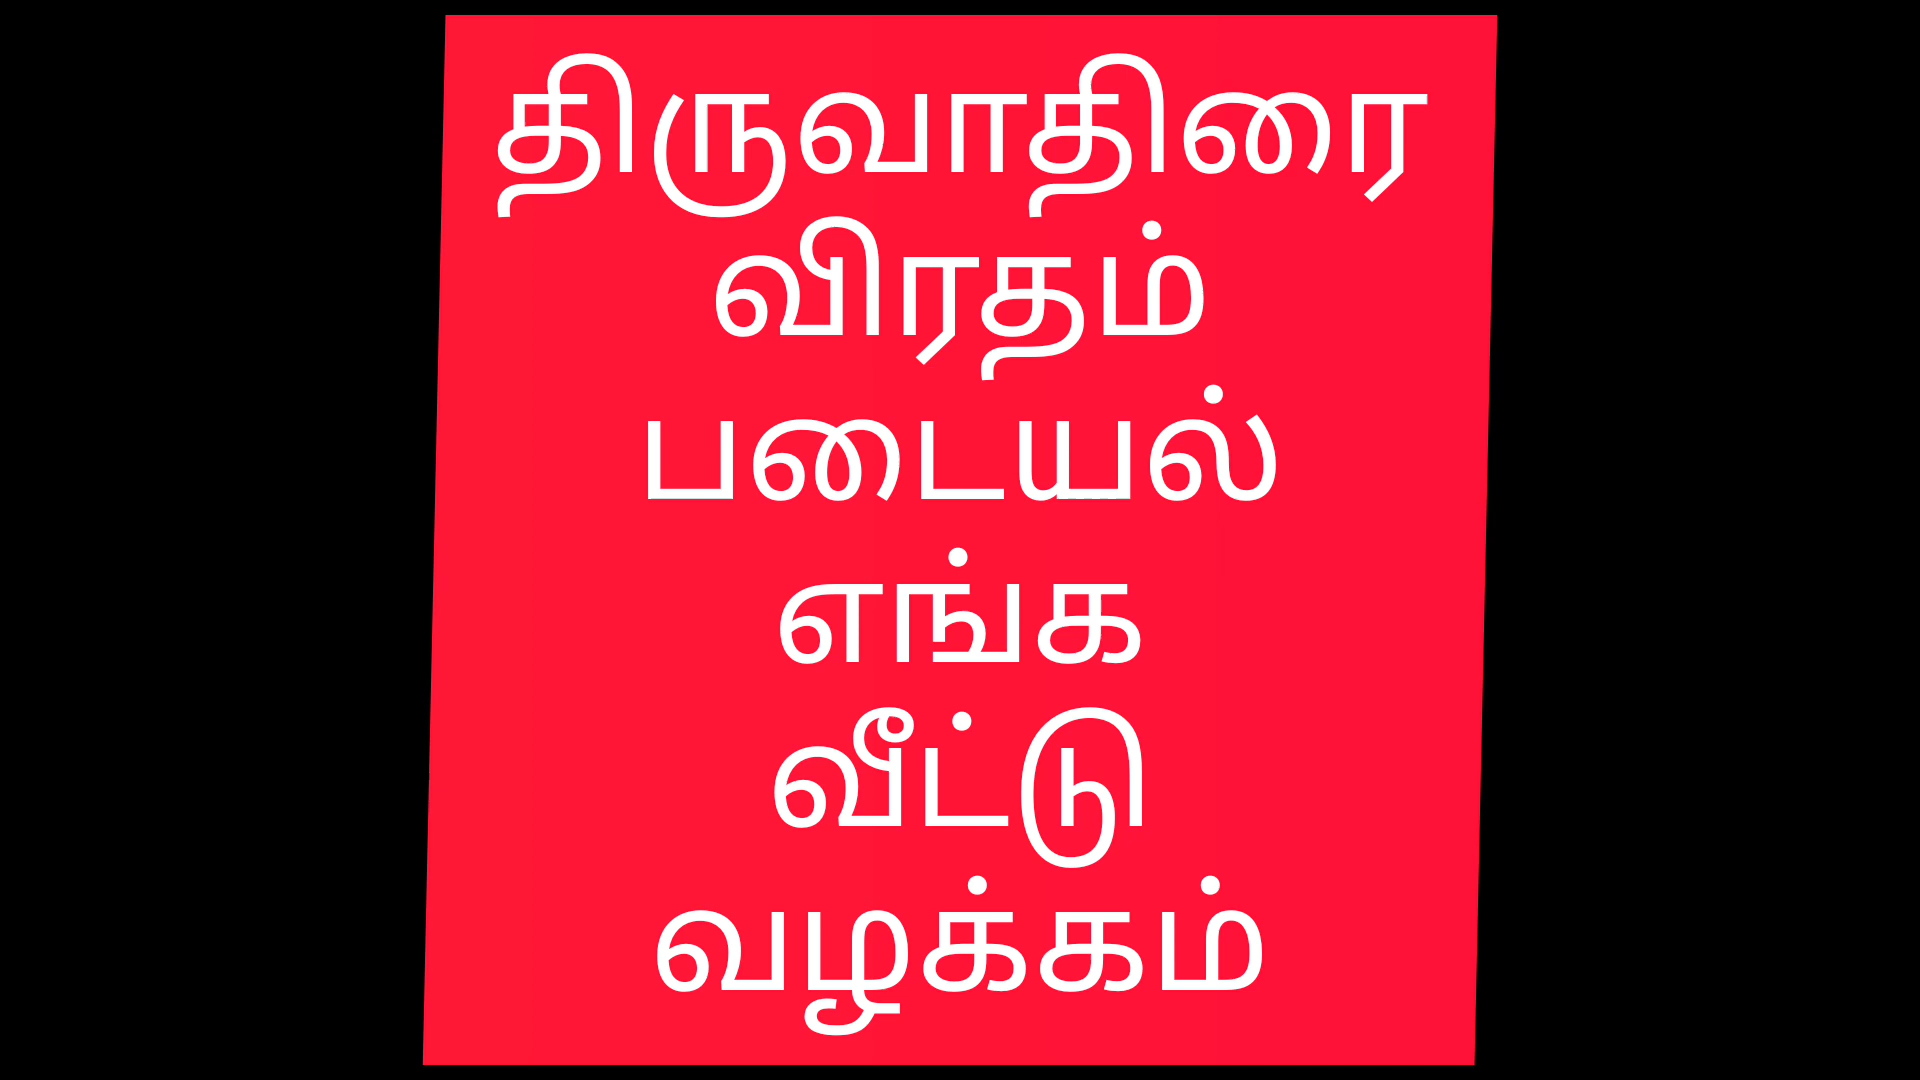 திருவாதிரை
விரதம்
படையல்
எங்க
வீட்டு
வழக்கம்